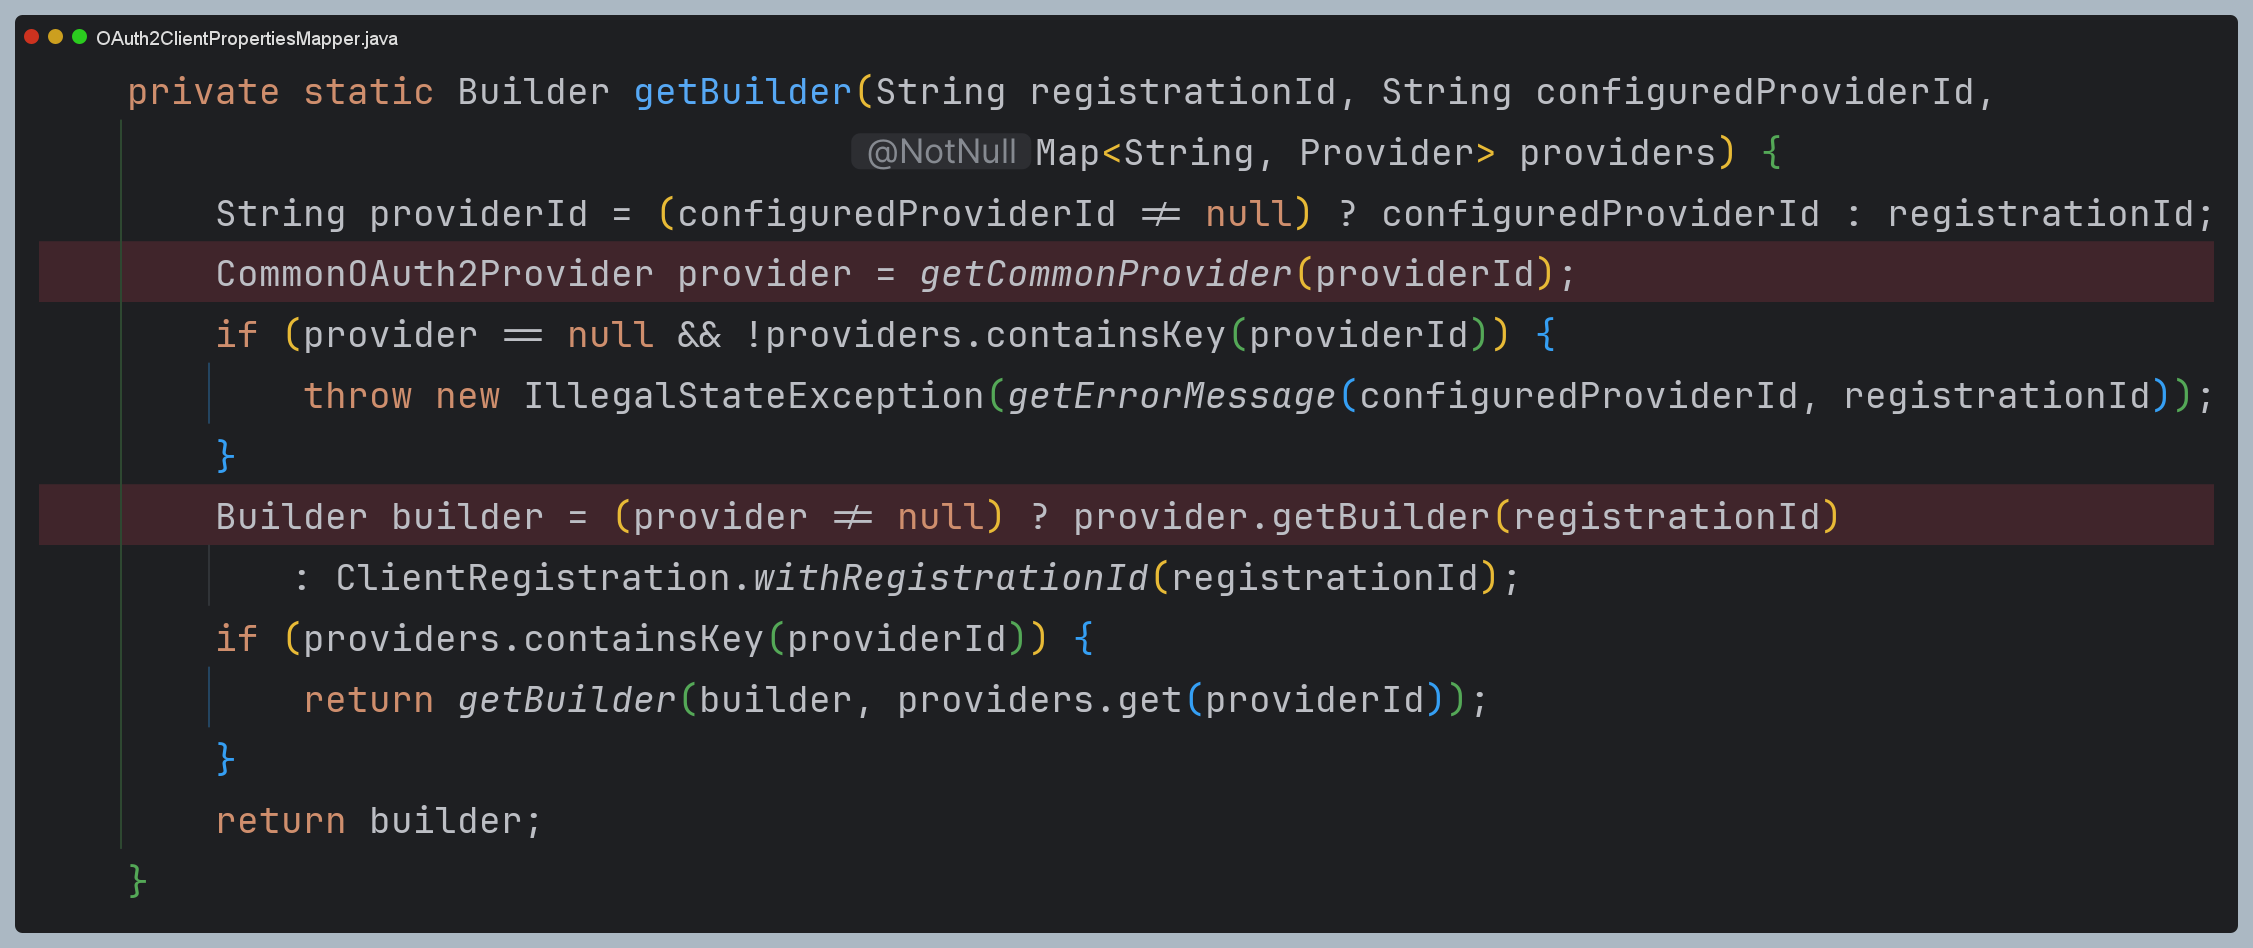 OAuth2ClientPropertiesMapper.java
private static Builder getBuilder(String registrationId, String configuredProviderId,
@NotNull Map<String, Provider> providers) {
String providerId = (configuredProviderId != null) ? configuredProviderId : registrationId;
CommonOAuth2Provider provider = getCommonProvider(providerId);
if (provider == null && !providers.containsKey(providerId)) {
throw new IllegalStateException(getErrorMessage(configuredProviderId, registrationId));
}
Builder builder = (provider != null) ? provider.getBuilder(registrationId)
: ClientRegistration.withRegistrationId(registrationId);
if (providers.containsKey(providerId)) {
return getBuilder(builder, providers.get(providerId));
}
return builder;
}